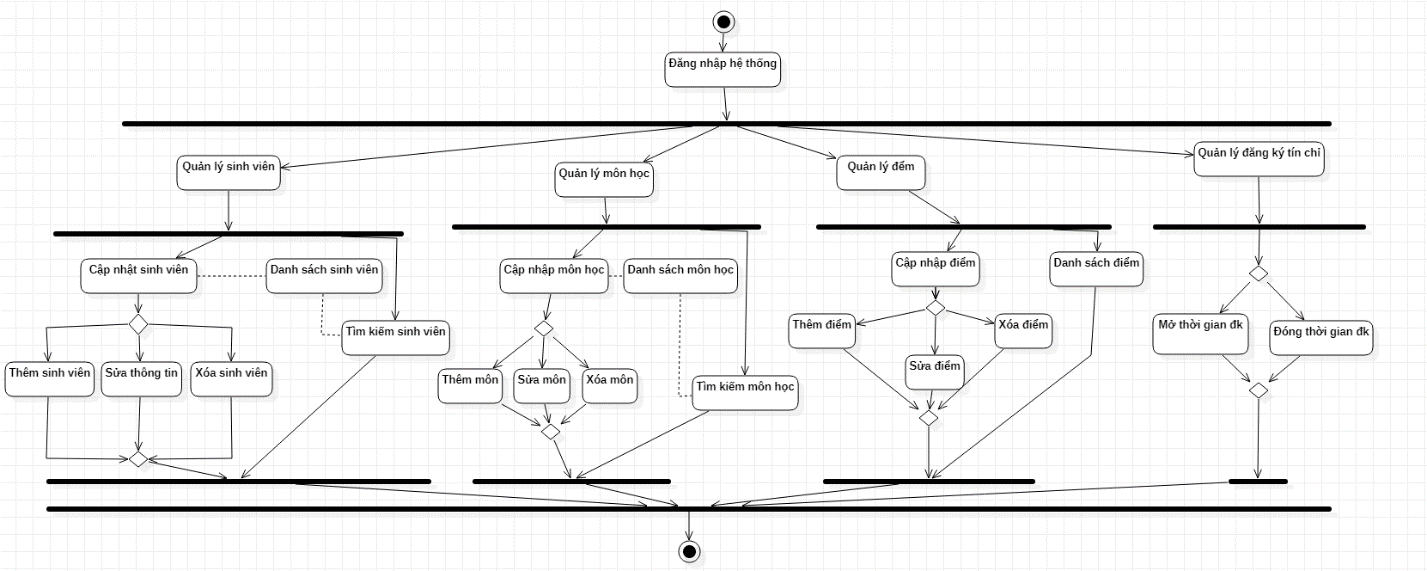 Đăng nhập hệ thống
Quản lý sinh viên
Quản lý môn học
Quản lý đểm
Quản lý đăng ký tín chỉ
Cập nhật sinh viên
Danh sách sinh viên
Cập nhập môn học
Danh sách môn học
Cập nhập điểm
Danh sách điểm
Tìm kiếm sinh viên
Thêm điểm
Xóa điểm
Mở thời gian đk
Đóng thời gian đk
Thêm sinh viên
Sửa thông tin
Xóa sinh viên
Thêm môn
Sửa môn
Xóa môn
Tìm kiếm môn học
Sửa điểm